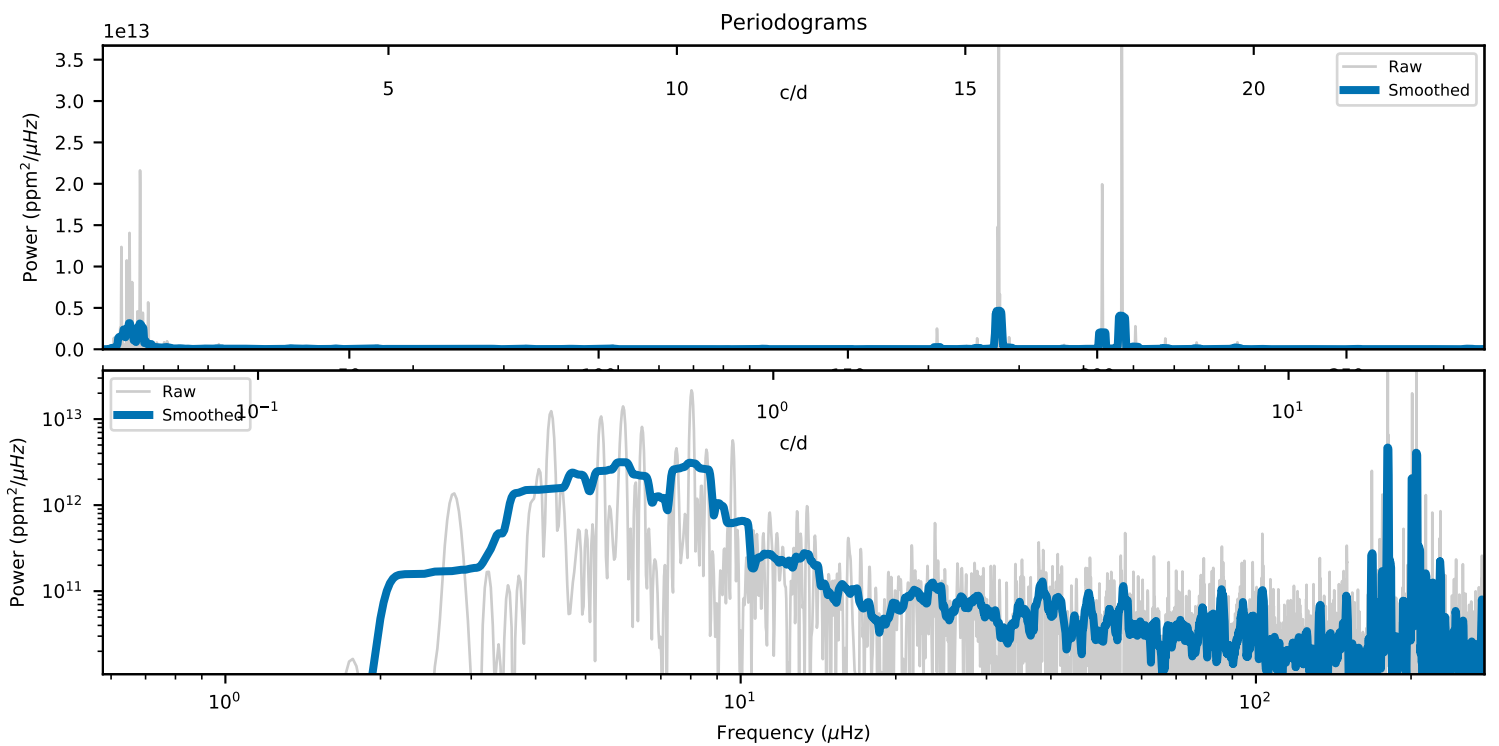 Periodograms
1e13
3.5
3.0
2.5
2.0
1.5
1.0
0.5
0.0
Power (ppm²/μHz)
5 10 15 20
c/d
Raw
Smoothed
Raw
Smoothed
10⁻¹ 10⁰ 10¹
c/d
10¹³
10¹²
10¹¹
Power (ppm²/μHz)
10⁰ 10¹ 10²
Frequency (μHz)